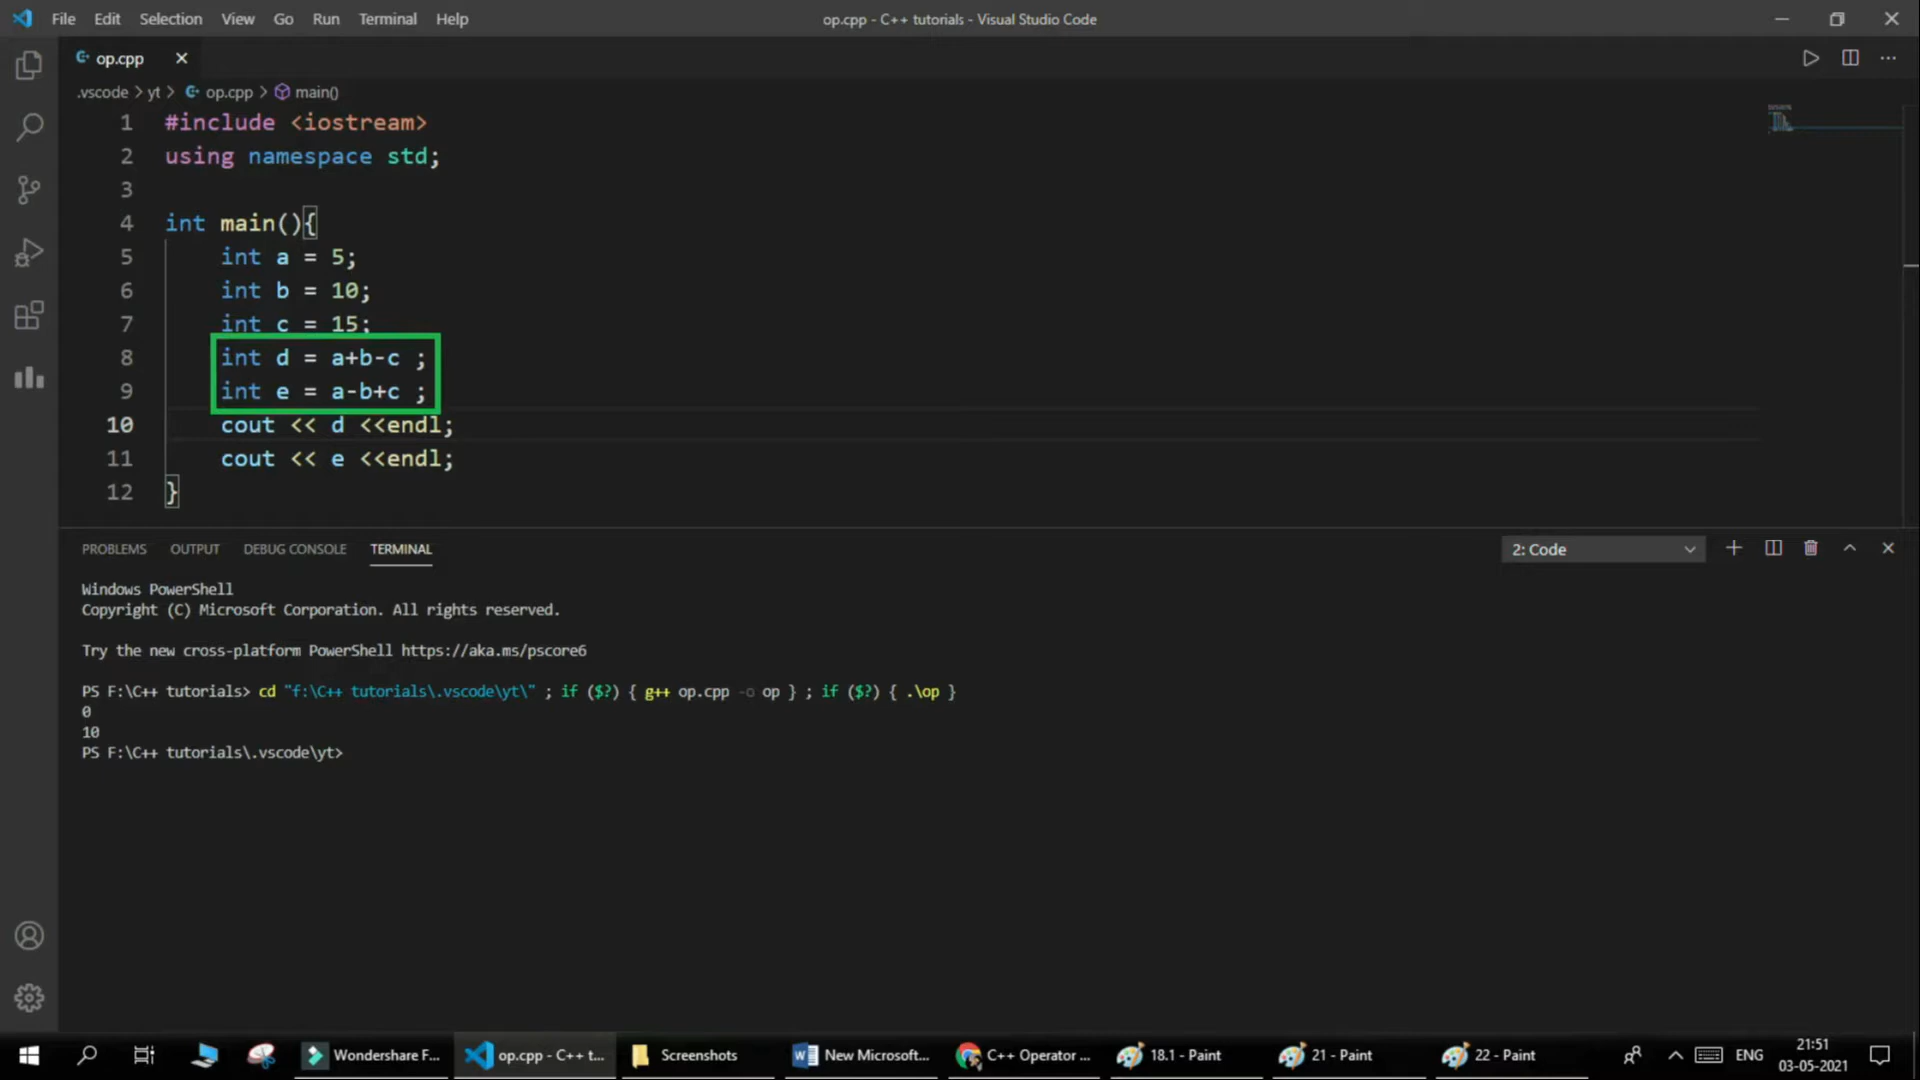 File Edit Selection View Go Run Terminal Help
op.cpp - C++ tutorials - Visual Studio Code
op.cpp
.vscode > yt > op.cpp > main()
1 #include <iostream>
2 using namespace std;
3
4 int main(){
5 int a = 5;
6 int b = 10;
7 int c = 15;
8 int d = a+b-c ;
9 int e = a-b+c ;
10 cout << d <<endl;
11 cout << e <<endl;
12 }
PROBLEMS OUTPUT DEBUG CONSOLE TERMINAL
2: Code
Windows PowerShell
Copyright (C) Microsoft Corporation. All rights reserved.
Try the new cross-platform PowerShell https://aka.ms/pscore6
PS F:\C++ tutorials> cd "f:\C++ tutorials\.vscode\yt\" ; if ($?) { g++ op.cpp -o op } ; if ($?) { .\op }
0
10
PS F:\C++ tutorials\.vscode\yt>
Wondershare F... op.cpp - C++ t... Screenshots New Microsoft... C++ Operator ... 18.1 - Paint 21 - Paint 22 - Paint ENG
21:51
03-05-2021